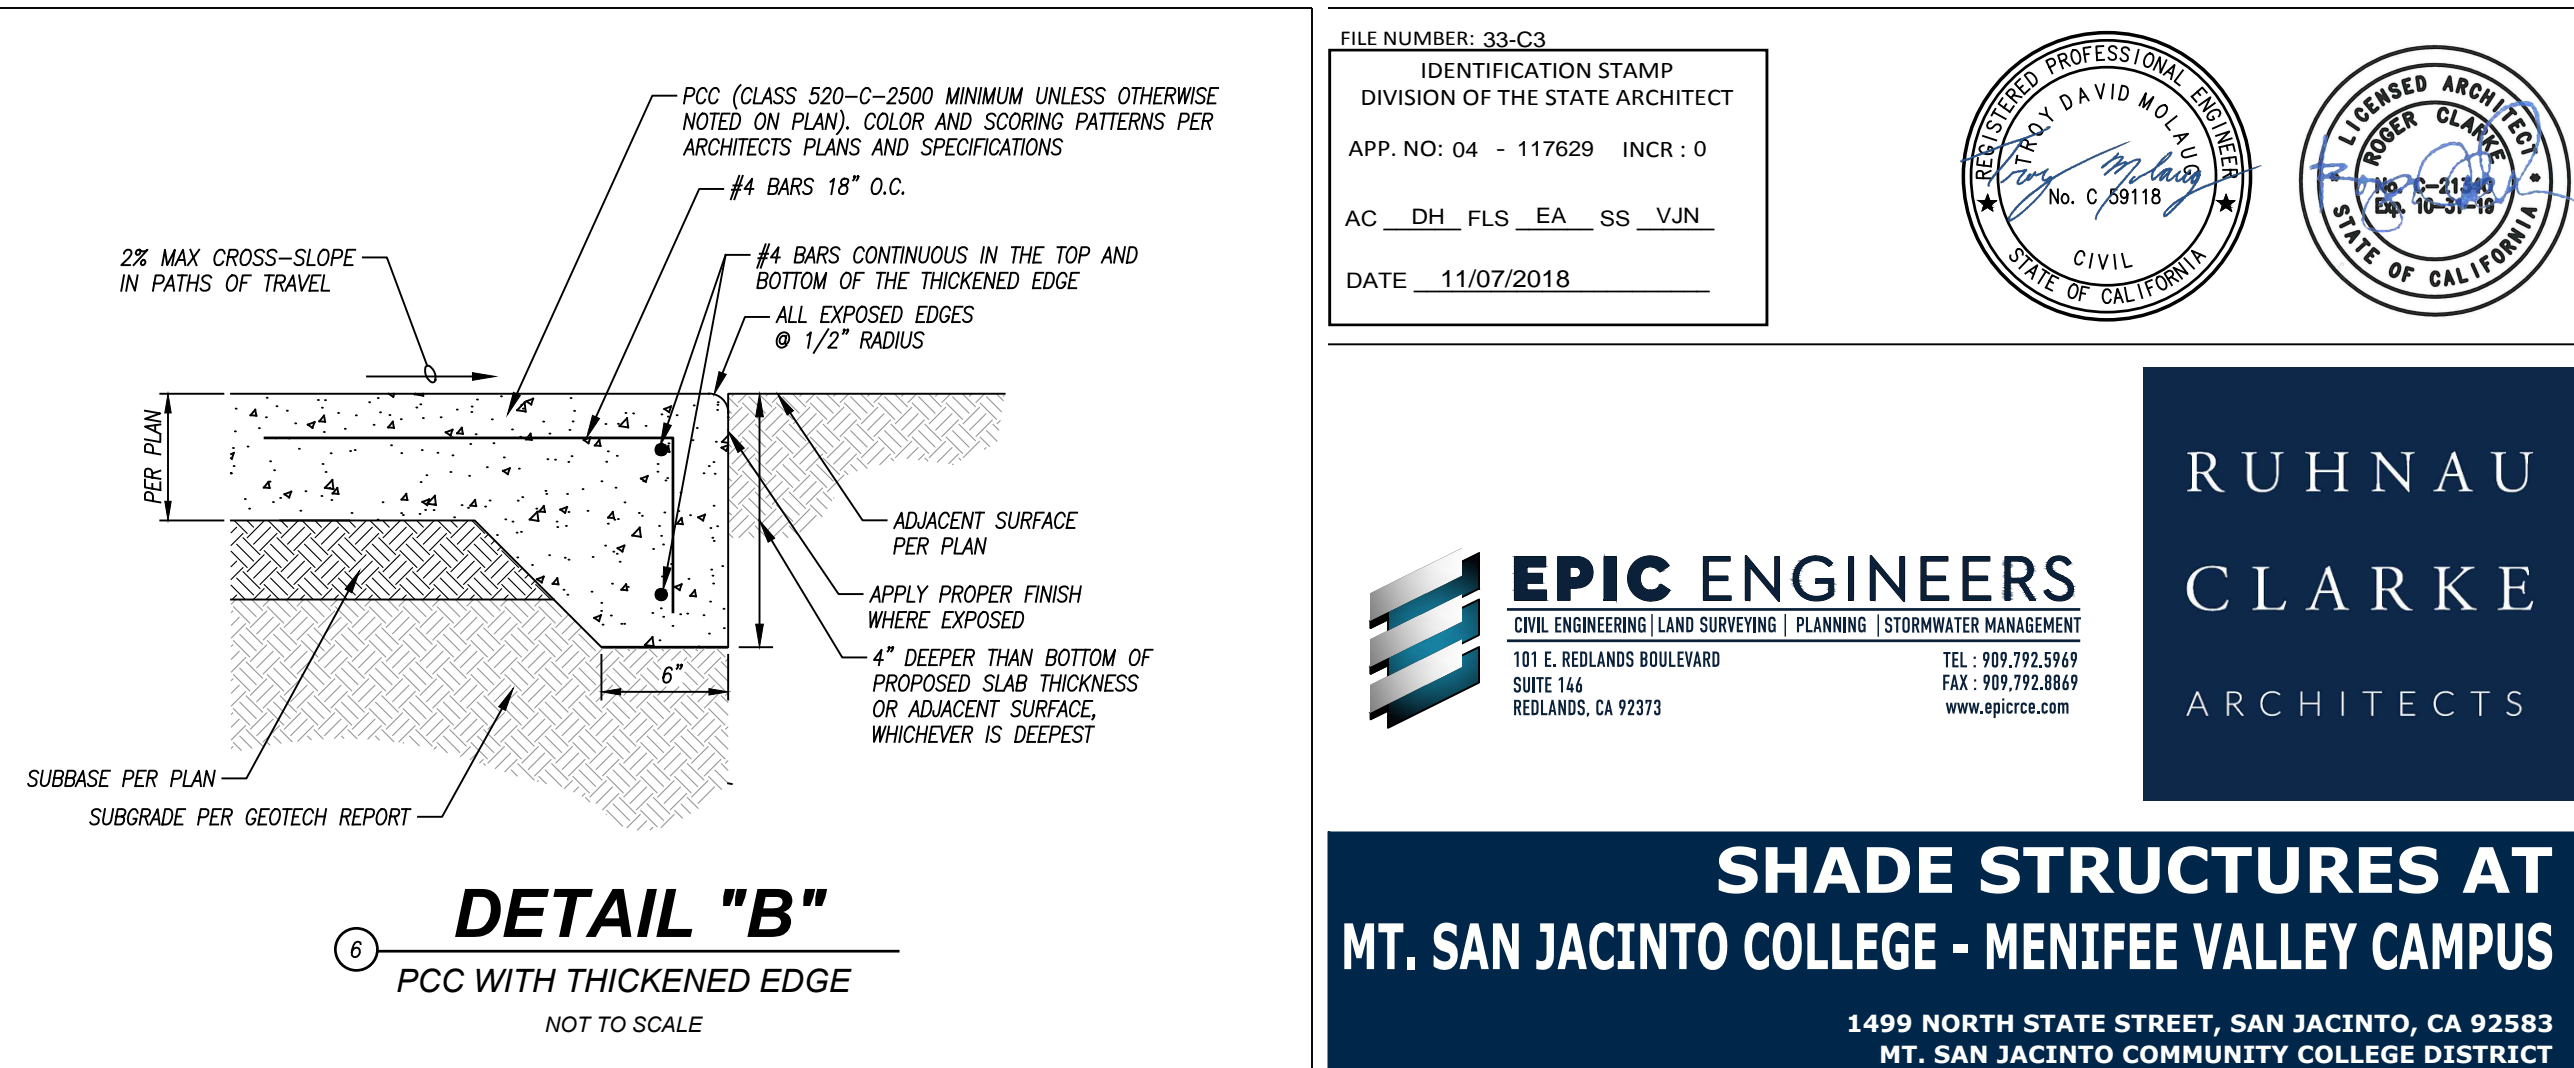 PCC (CLASS 520-C-2500 MINIMUM UNLESS OTHERWISE
NOTED ON PLAN). COLOR AND SCORING PATTERNS PER
ARCHITECTS PLANS AND SPECIFICATIONS
#4 BARS 18" O.C.
2% MAX CROSS-SLOPE
IN PATHS OF TRAVEL
#4 BARS CONTINUOUS IN THE TOP AND
BOTTOM OF THE THICKENED EDGE
ALL EXPOSED EDGES
@ 1/2" RADIUS
PER PLAN
ADJACENT SURFACE
PER PLAN
APPLY PROPER FINISH
WHERE EXPOSED
4" DEEPER THAN BOTTOM OF
PROPOSED SLAB THICKNESS
OR ADJACENT SURFACE,
WHICHEVER IS DEEPEST
6"
SUBBASE PER PLAN
SUBGRADE PER GEOTECH REPORT
6
DETAIL "B"
PCC WITH THICKENED EDGE
NOT TO SCALE
FILE NUMBER: 33-C3
IDENTIFICATION STAMP
DIVISION OF THE STATE ARCHITECT
APP. NO: 04 - 117629 INCR : 0
AC DH FLS EA SS VJN
DATE 11/07/2018
REGISTERED PROFESSIONAL ENGINEER
TROY DAVID MOLAUG
No. C 59118
CIVIL
STATE OF CALIFORNIA
LICENSED ARCHITECT
ROGER CLARKE
No.
Exp. 10-31-19
STATE OF CALIFORNIA
EPIC ENGINEERS
CIVIL ENGINEERING | LAND SURVEYING | PLANNING | STORMWATER MANAGEMENT
101 E. REDLANDS BOULEVARD
SUITE 146
REDLANDS, CA 92373
TEL : 909.792.5969
FAX : 909,792.8869
www.epicrce.com
RUHNAU
CLARKE
ARCHITECTS
SHADE STRUCTURES AT
MT. SAN JACINTO COLLEGE - MENIFEE VALLEY CAMPUS
1499 NORTH STATE STREET, SAN JACINTO, CA 92583
MT. SAN JACINTO COMMUNITY COLLEGE DISTRICT